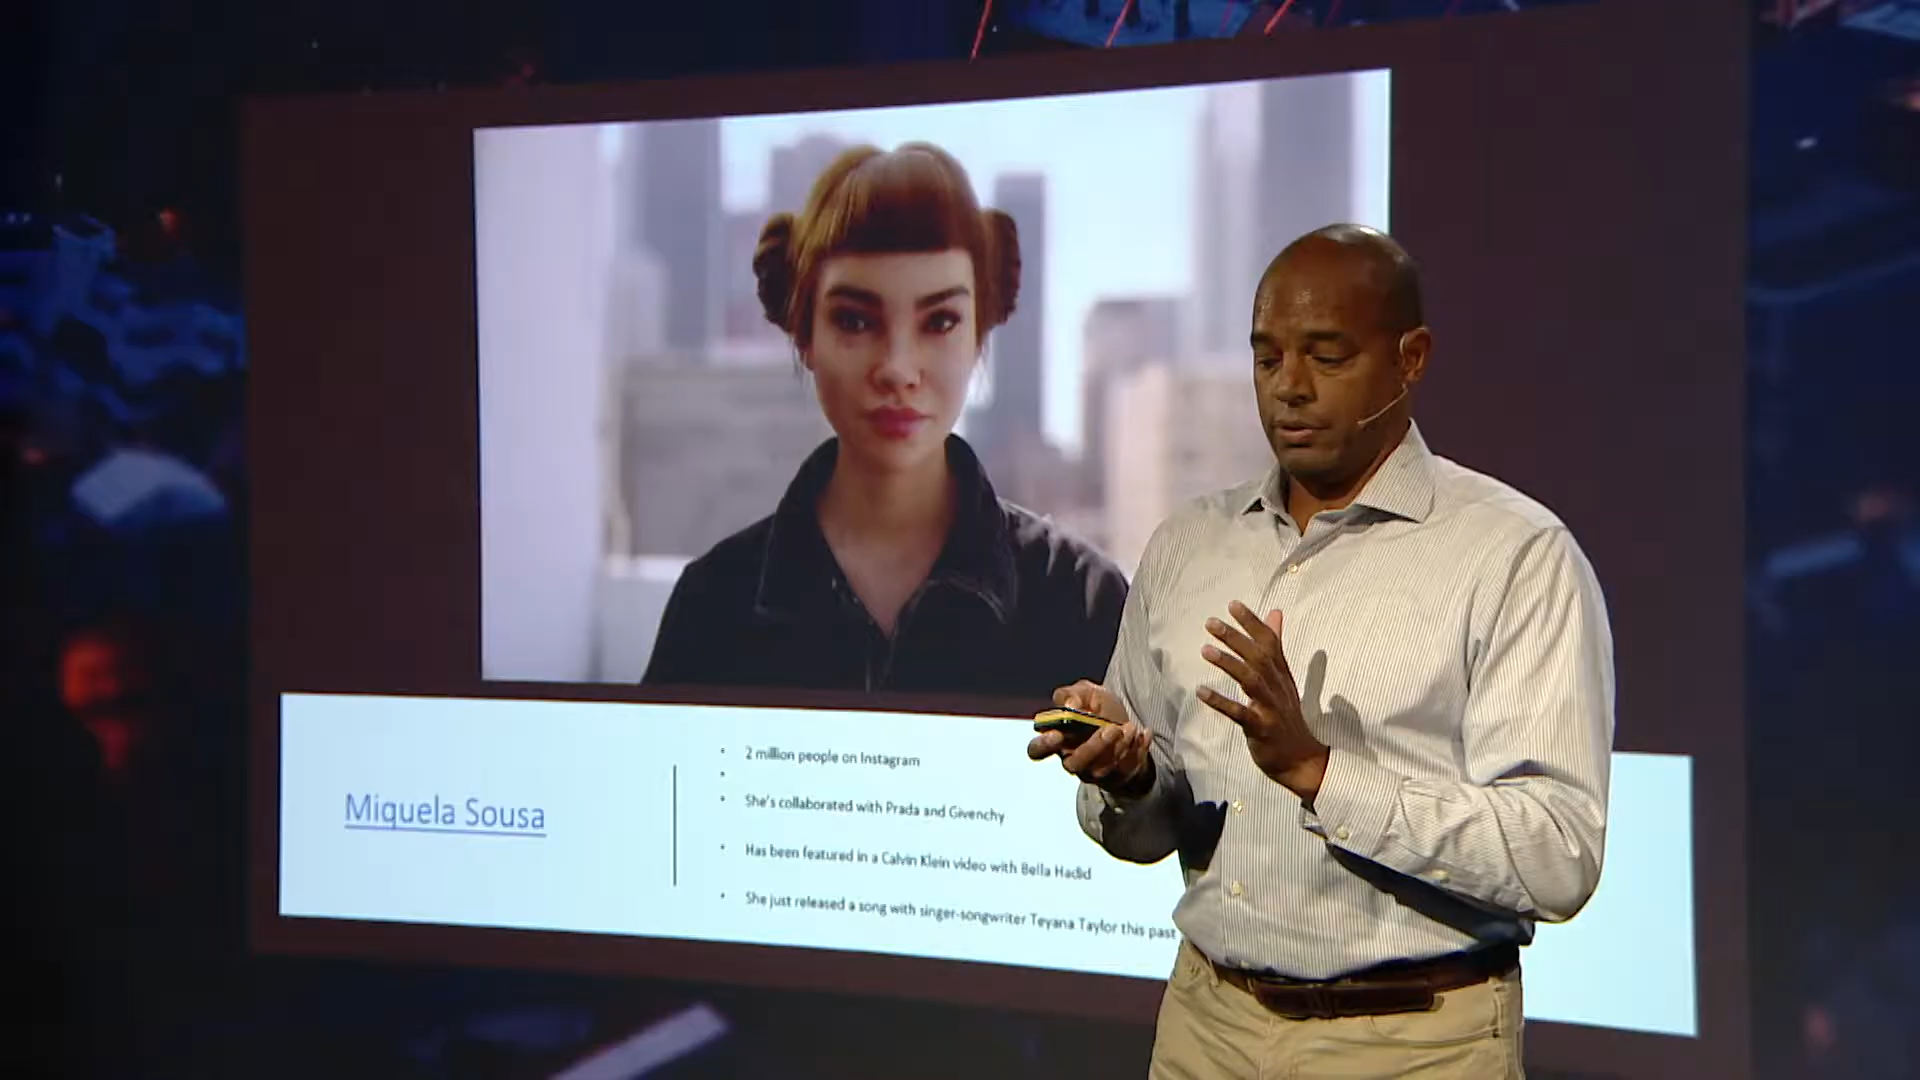 Miquela Sousa
• 2 million people on Instagram
•
• She's collaborated with Prada and Givenchy
• Has been featured in a Calvin Klein video with Bella Hadid
• She just released a song with singer-songwriter Teyana Taylor this past